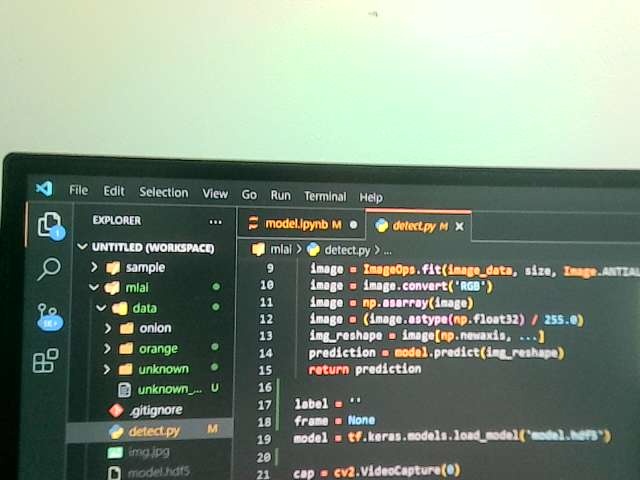 File Edit Selection View Go Run Terminal Help
EXPLORER ...
model.ipynb M
detect.py M
UNTITLED (WORKSPACE)
mlai > detect.py > ...
sample
mlai
data
onion
orange
unknown
unknown_... U
.gitignore
detect.py M
img.jpg
model.hdf5
9 image = ImageOps.fit(image_data, size, Image.ANTIAL
10 image = image.convert('RGB')
11 image = np.asarray(image)
12 image = (image.astype(np.float32) / 255.0)
13 img_reshape = image[np.newaxis, ...]
14 prediction = model.predict(img_reshape)
15 return prediction
16
17 label = ''
18 frame = None
19 model = tf.keras.models.load_model("model.hdf5")
20
21 cap = cv2.VideoCapture(0)